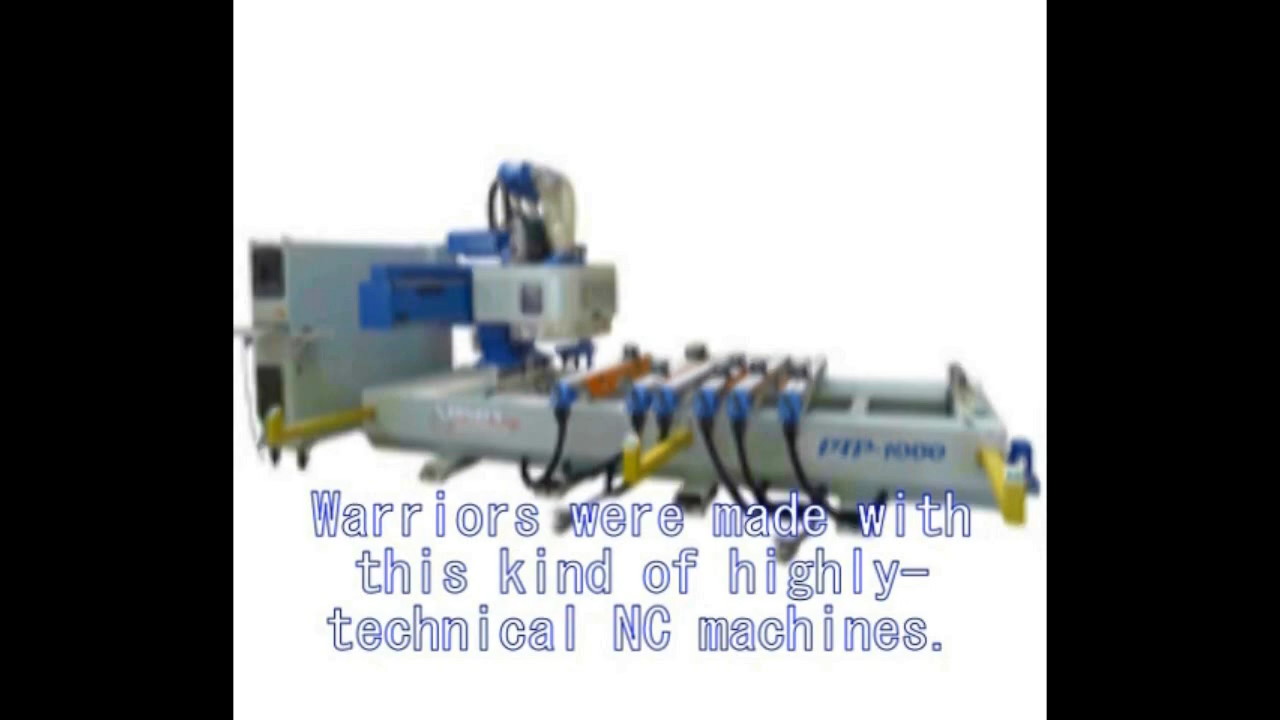 PTP-1000
Warriors were made with
this kind of highly-
technical NC machines.